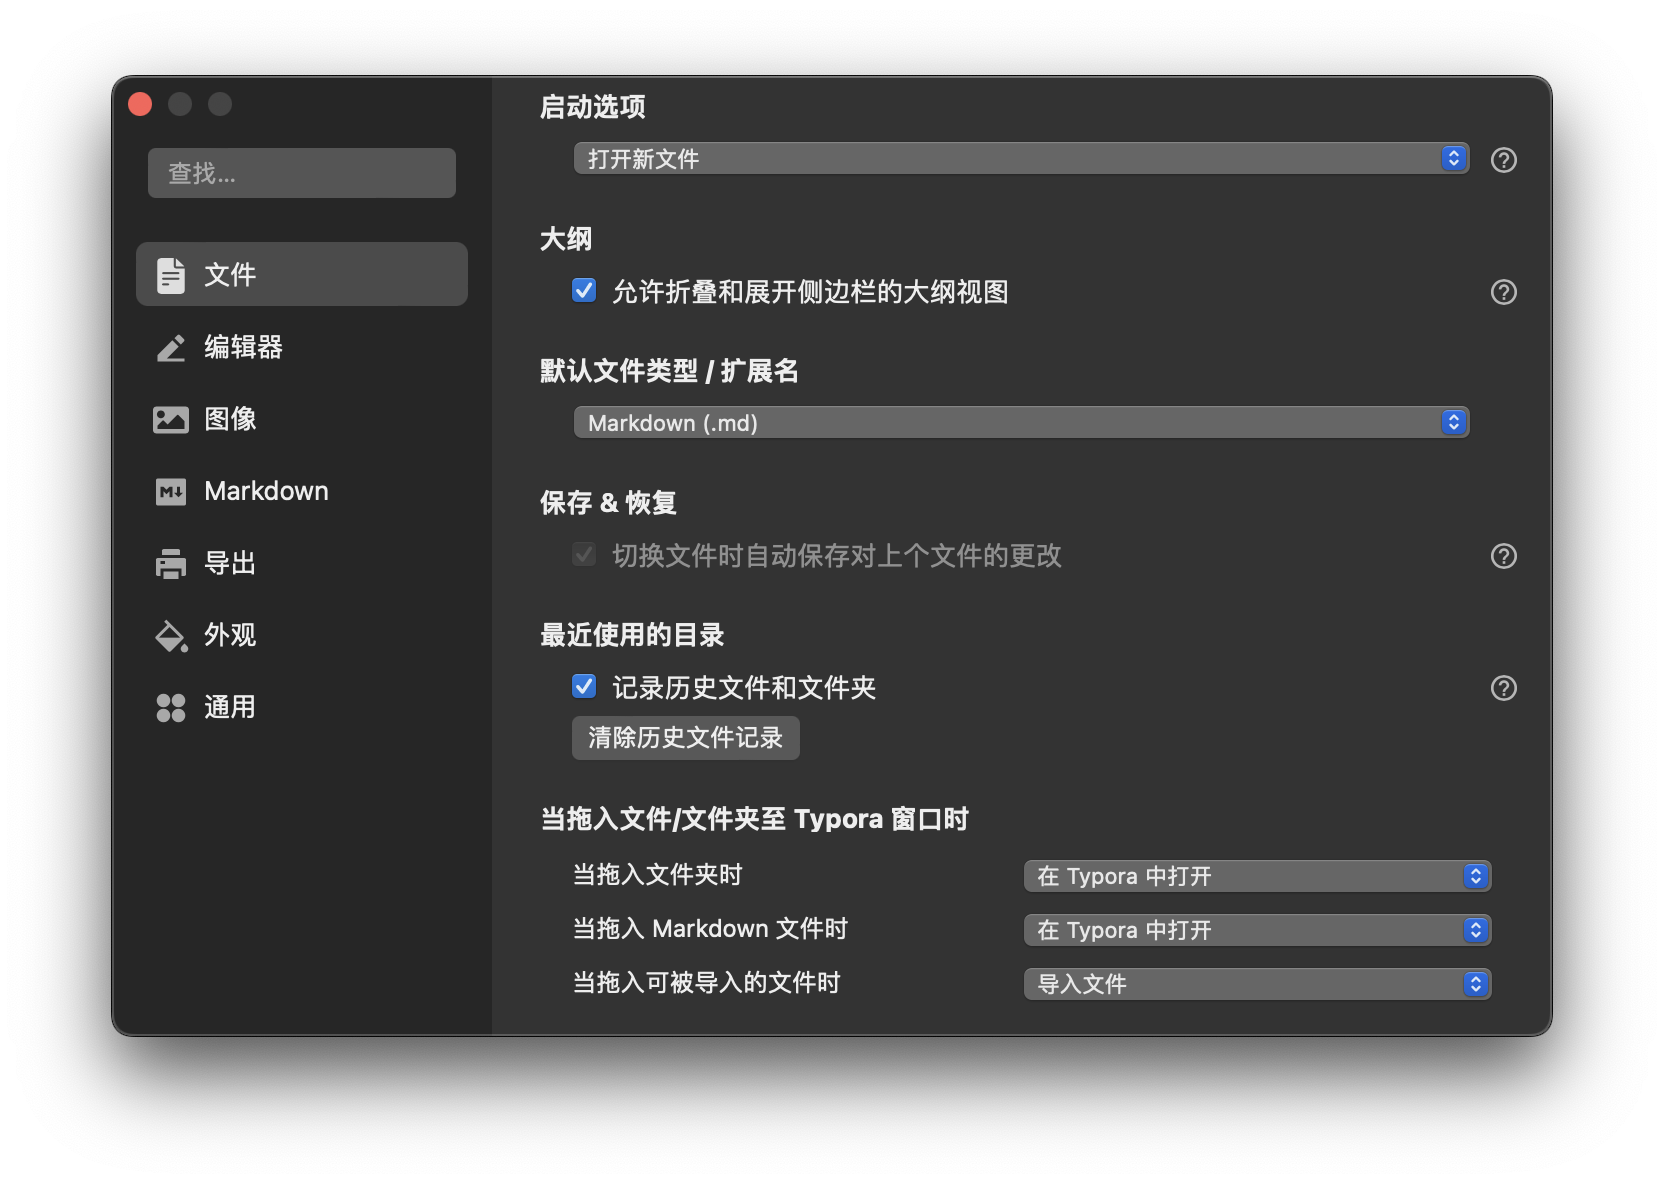 查找...
文件
编辑器
图像
Markdown
导出
外观
通用
启动选项
打开新文件
大纲
允许折叠和展开侧边栏的大纲视图
默认文件类型 / 扩展名
Markdown (.md)
保存 & 恢复
切换文件时自动保存对上个文件的更改
最近使用的目录
记录历史文件和文件夹
清除历史文件记录
当拖入文件/文件夹至 Typora 窗口时
当拖入文件夹时 在 Typora 中打开
当拖入 Markdown 文件时 在 Typora 中打开
当拖入可被导入的文件时 导入文件